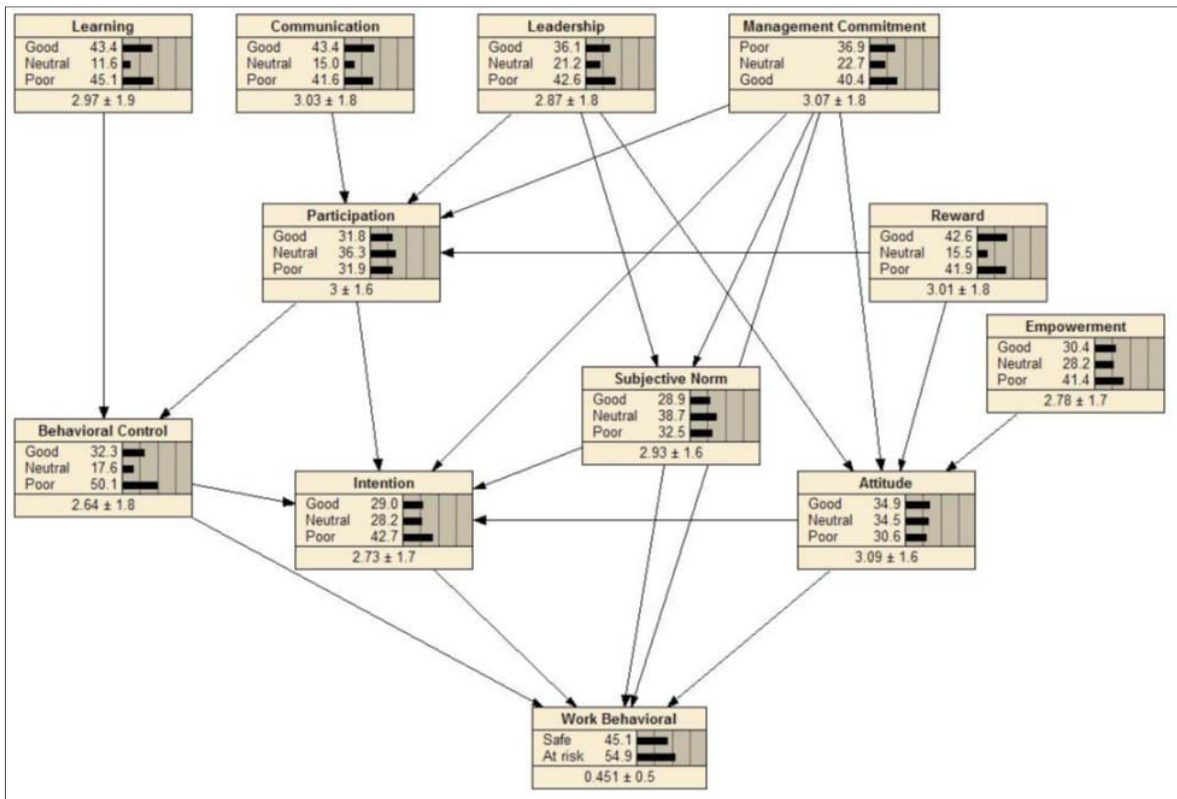 Learning
Good 43.4
Neutral 11.6
Poor 45.1
2.97 ± 1.9
Communication
Good 43.4
Neutral 15.0
Poor 41.6
3.03 ± 1.8
Leadership
Good 36.1
Neutral 21.2
Poor 42.6
2.87 ± 1.8
Management Commitment
Poor 36.9
Neutral 22.7
Good 40.4
3.07 ± 1.8
Participation
Good 31.8
Neutral 36.3
Poor 31.9
3 ± 1.6
Reward
Good 42.6
Neutral 15.5
Poor 41.9
3.01 ± 1.8
Empowerment
Good 30.4
Neutral 28.2
Poor 41.4
2.78 ± 1.7
Subjective Norm
Good 28.9
Neutral 38.7
Poor 32.5
2.93 ± 1.6
Behavioral Control
Good 32.3
Neutral 17.6
Poor 50.1
2.64 ± 1.8
Intention
Good 29.0
Neutral 28.2
Poor 42.7
2.73 ± 1.7
Attitude
Good 34.9
Neutral 34.5
Poor 30.6
3.09 ± 1.6
Work Behavioral
Safe 45.1
At risk 54.9
0.451 ± 0.5